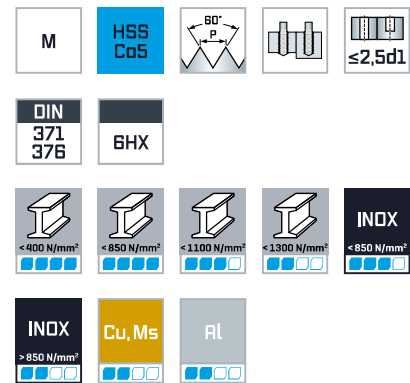 M
HSS
Co5
60°
P
≤2,5d1
DIN
371
376
6HX
<400 N/mm²
<850 N/mm²
<1100 N/mm²
<1300 N/mm²
INOX
<850 N/mm²
INOX
>850 N/mm²
Cu, Ms
Al